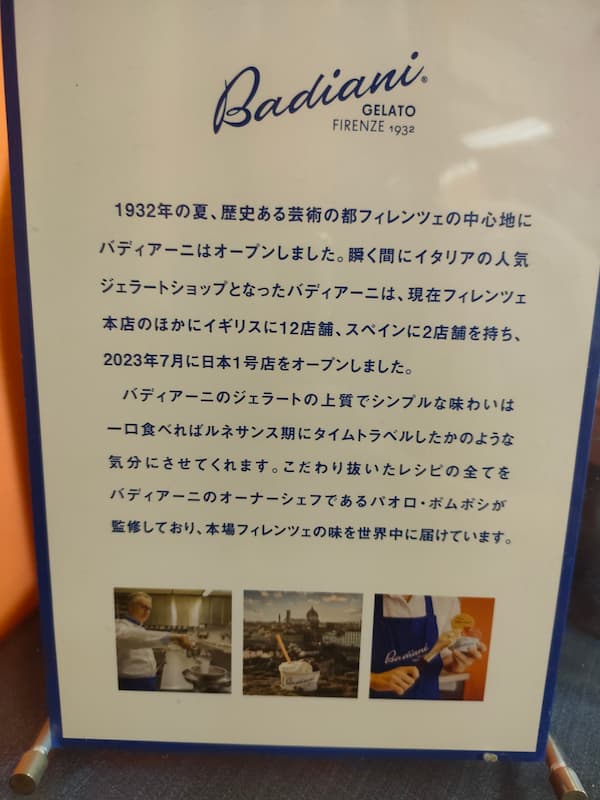 Badiani®
GELATO
FIRENZE 1932
1932年の夏、歴史ある芸術の都フィレンツェの中心地に
バディアーニはオープンしました。瞬く間にイタリアの人気
ジェラートショップとなったバディアーニは、現在フィレンツェ
本店のほかにイギリスに12店舗、スペインに2店舗を持ち、
2023年7月に日本1号店をオープンしました。
バディアーニのジェラートの上質でシンプルな味わいは
一口食べればルネサンス期にタイムトラベルしたかのような
気分にさせてくれます。こだわり抜いたレシピの全てを
バディアーニのオーナーシェフであるパオロ・ポムポシが
監修しており、本場フィレンツェの味を世界中に届けています。
Badiani
Badiani